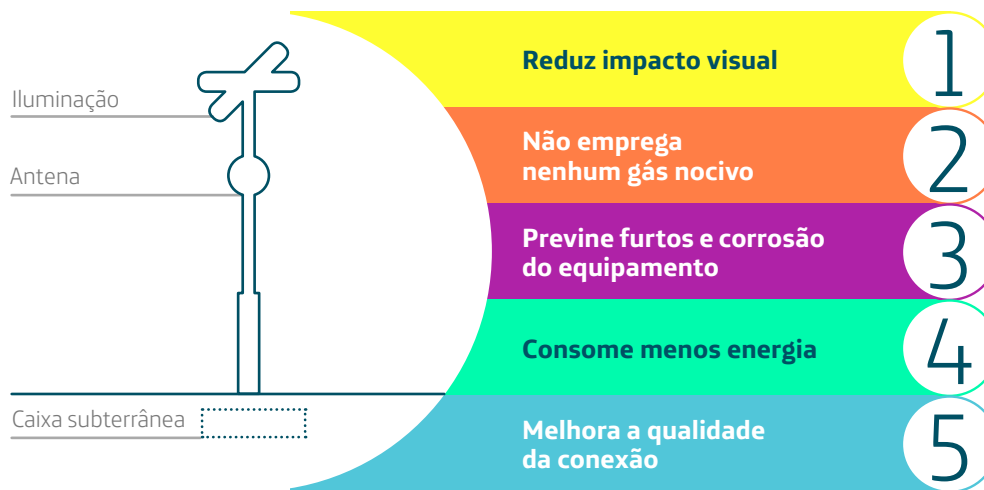 Iluminação
Antena
Caixa subterrânea
Reduz impacto visual
1
Não emprega
nenhum gás nocivo
2
Previne furtos e corrosão
do equipamento
3
Consome menos energia
4
Melhora a qualidade
da conexão
5